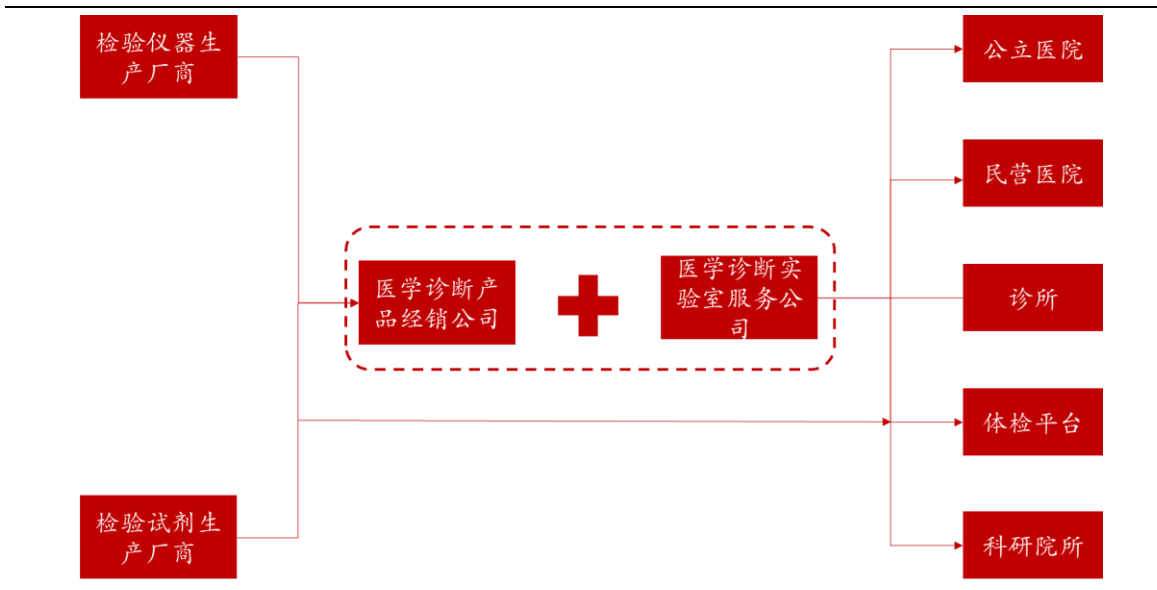 检验仪器生
产厂商
检验试剂生
产厂商
医学诊断产
品经销公司
医学诊断实
验室服务公
司
公立医院
民营医院
诊所
体检平台
科研院所